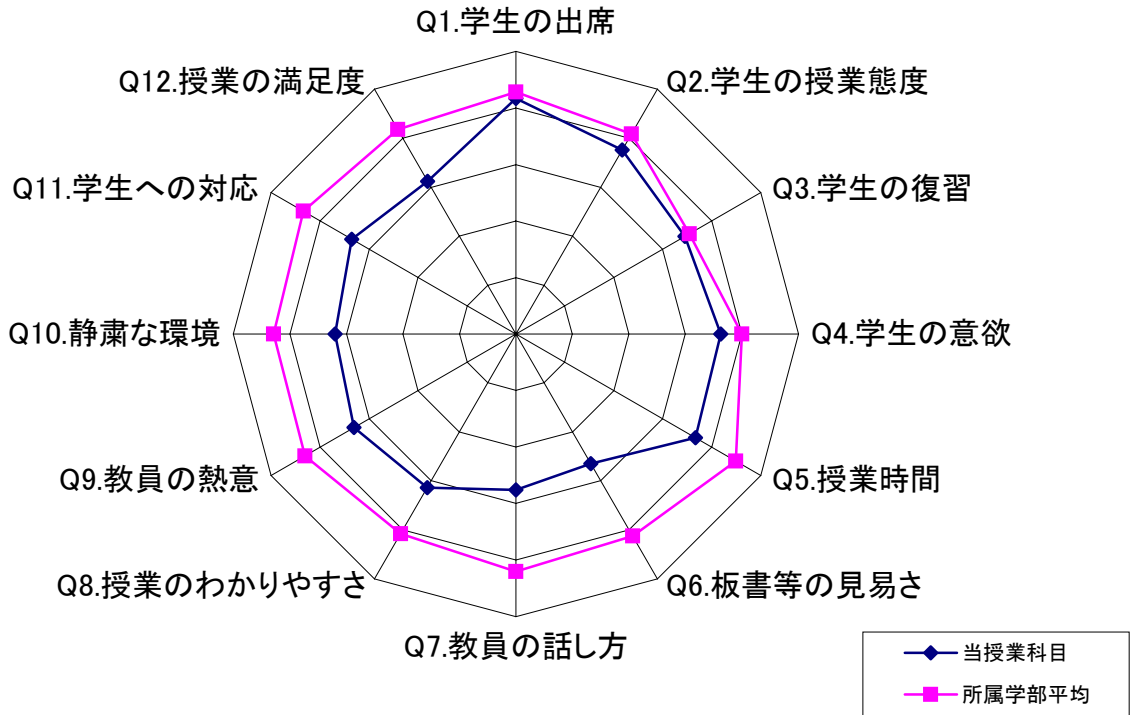 Q1.学生の出席
Q2.学生の授業態度
Q3.学生の復習
Q4.学生の意欲
Q5.授業時間
Q6.板書等の見易さ
Q7.教員の話し方
Q8.授業のわかりやすさ
Q9.教員の熱意
Q10.静粛な環境
Q11.学生への対応
Q12.授業の満足度
当授業科目
所属学部平均